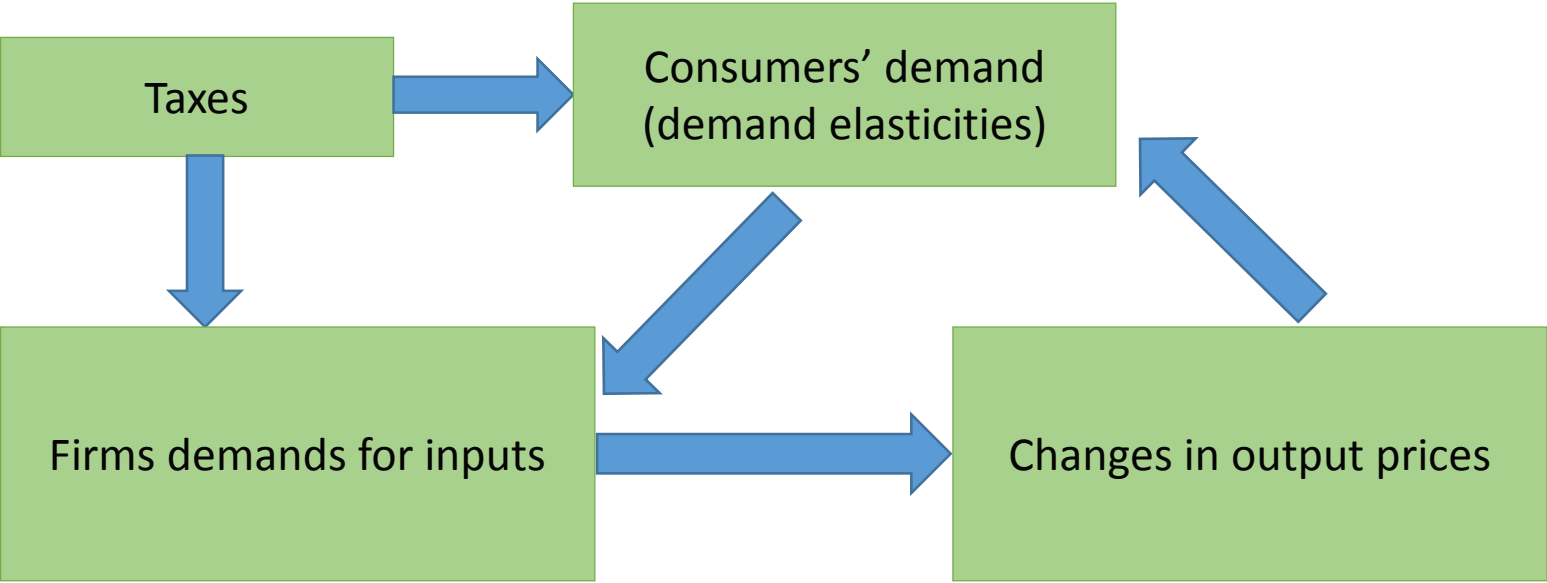 Taxes
Consumers’ demand
(demand elasticities)
Firms demands for inputs
Changes in output prices